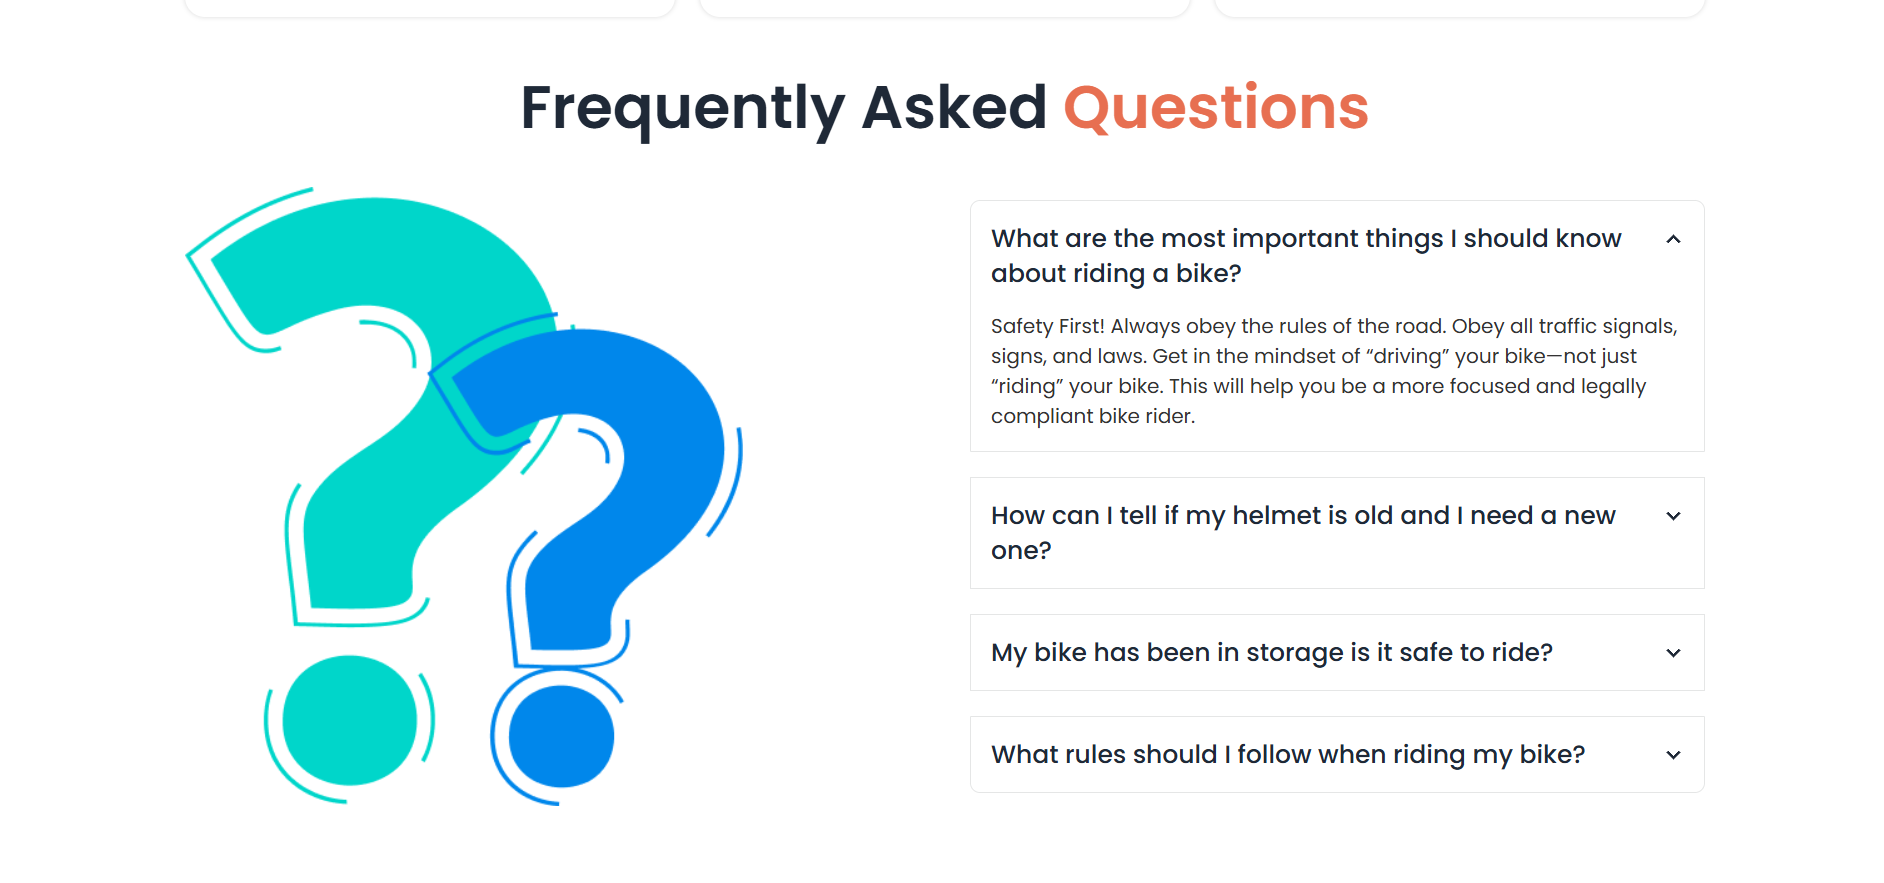 Frequently Asked Questions
What are the most important things I should know
about riding a bike?
Safety First! Always obey the rules of the road. Obey all traffic signals,
signs, and laws. Get in the mindset of “driving” your bike—not just
“riding” your bike. This will help you be a more focused and legally
compliant bike rider.
How can I tell if my helmet is old and I need a new
one?
My bike has been in storage is it safe to ride?
What rules should I follow when riding my bike?